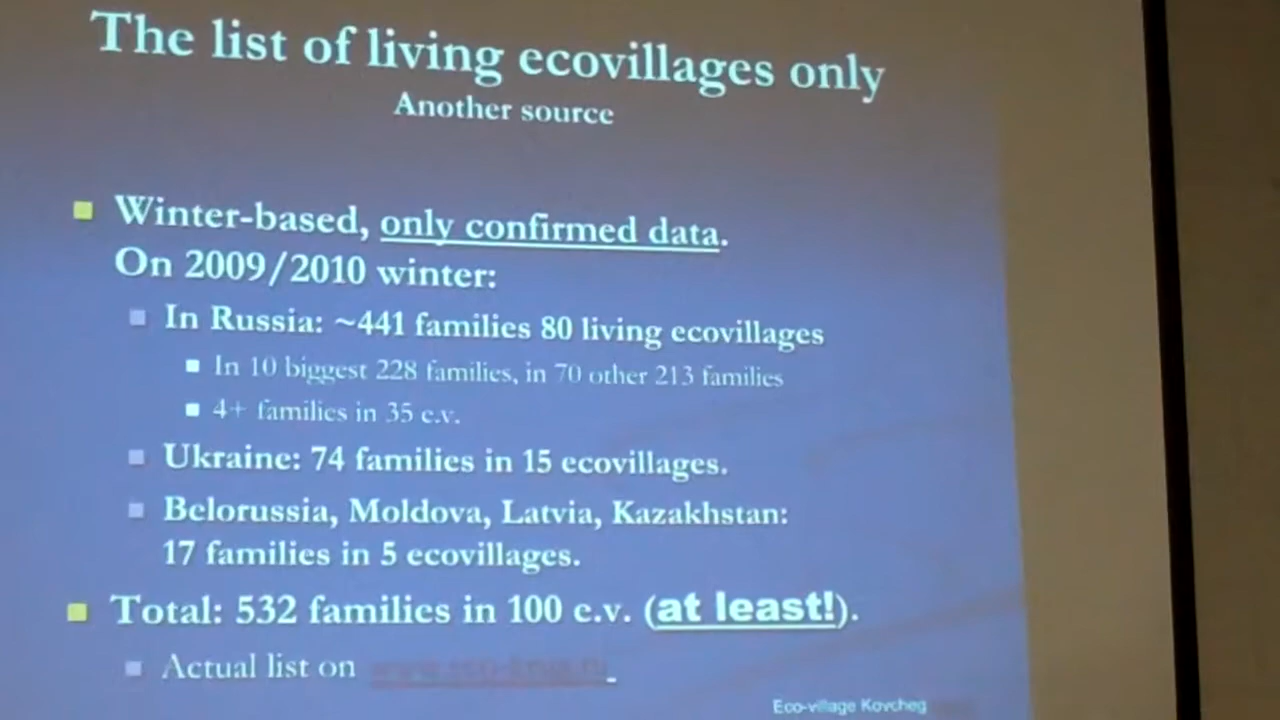 The list of living ecovillages only
Another source
Winter-based, only confirmed data.
On 2009/2010 winter:
In Russia: ~441 families 80 living ecovillages
In 10 biggest 228 families, in 70 other 213 families
4+ families in 35 e.v.
Ukraine: 74 families in 15 ecovillages.
Belorussia, Moldova, Latvia, Kazakhstan:
17 families in 5 ecovillages.
Total: 532 families in 100 e.v. (at least!).
Actual list on
Eco-village Kovcheg